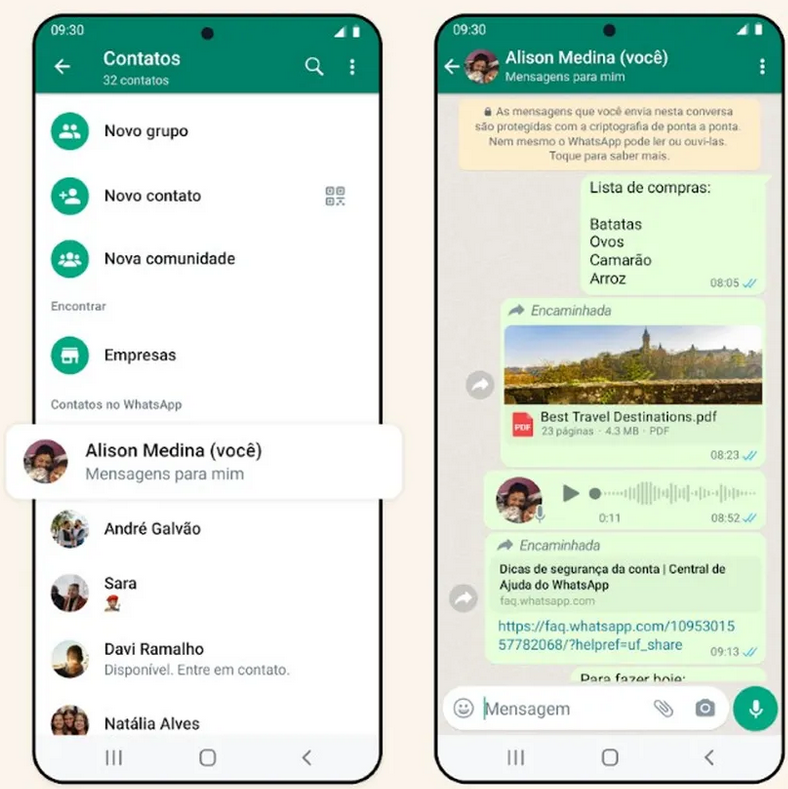 09:30
Contatos
32 contatos
Novo grupo
Novo contato
Nova comunidade
Encontrar
Empresas
Contatos no WhatsApp
Alison Medina (você)
Mensagens para mim
André Galvão
Sara
Davi Ramalho
Disponível. Entre em contato.
Natália Alves
09:30
Alison Medina (você)
Mensagens para mim
As mensagens que você envia nesta conversa
são protegidas com a criptografia de ponta a ponta.
Nem mesmo o WhatsApp pode ler ou ouvi-las.
Toque para saber mais.
Lista de compras:
Batatas
Ovos
Camarão
Arroz
08:05
Encaminhada
PDF
Best Travel Destinations.pdf
23 páginas · 4.3 MB · PDF
08:23
0:11
08:52
Encaminhada
Dicas de segurança da conta | Central de
Ajuda do WhatsApp
faq.whatsapp.com
https://faq.whatsapp.com/10953015
57782068/?helpref=uf_share
09:13
Para fazer hoje:
Mensagem